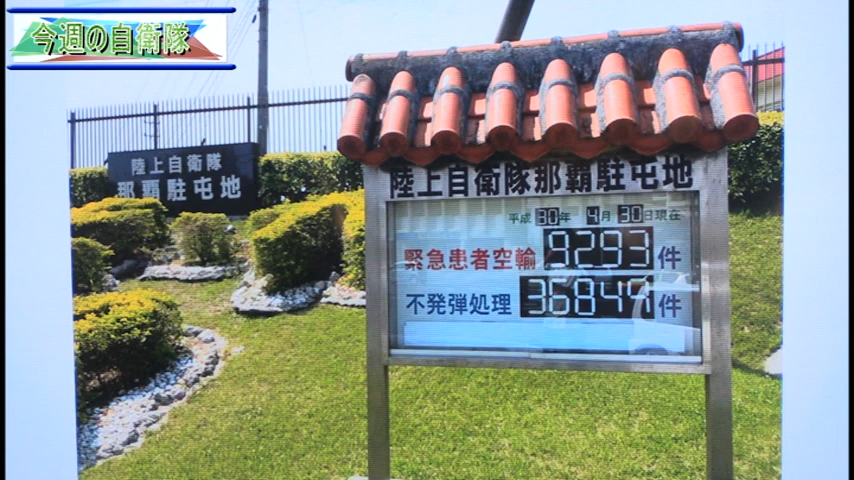 今週の自衛隊
陸上自衛隊
那覇駐屯地
陸上自衛隊那覇駐屯地
平成 30年 4月 30日現在
緊急患者空輸 9293 件
不発弾処理 36847 件